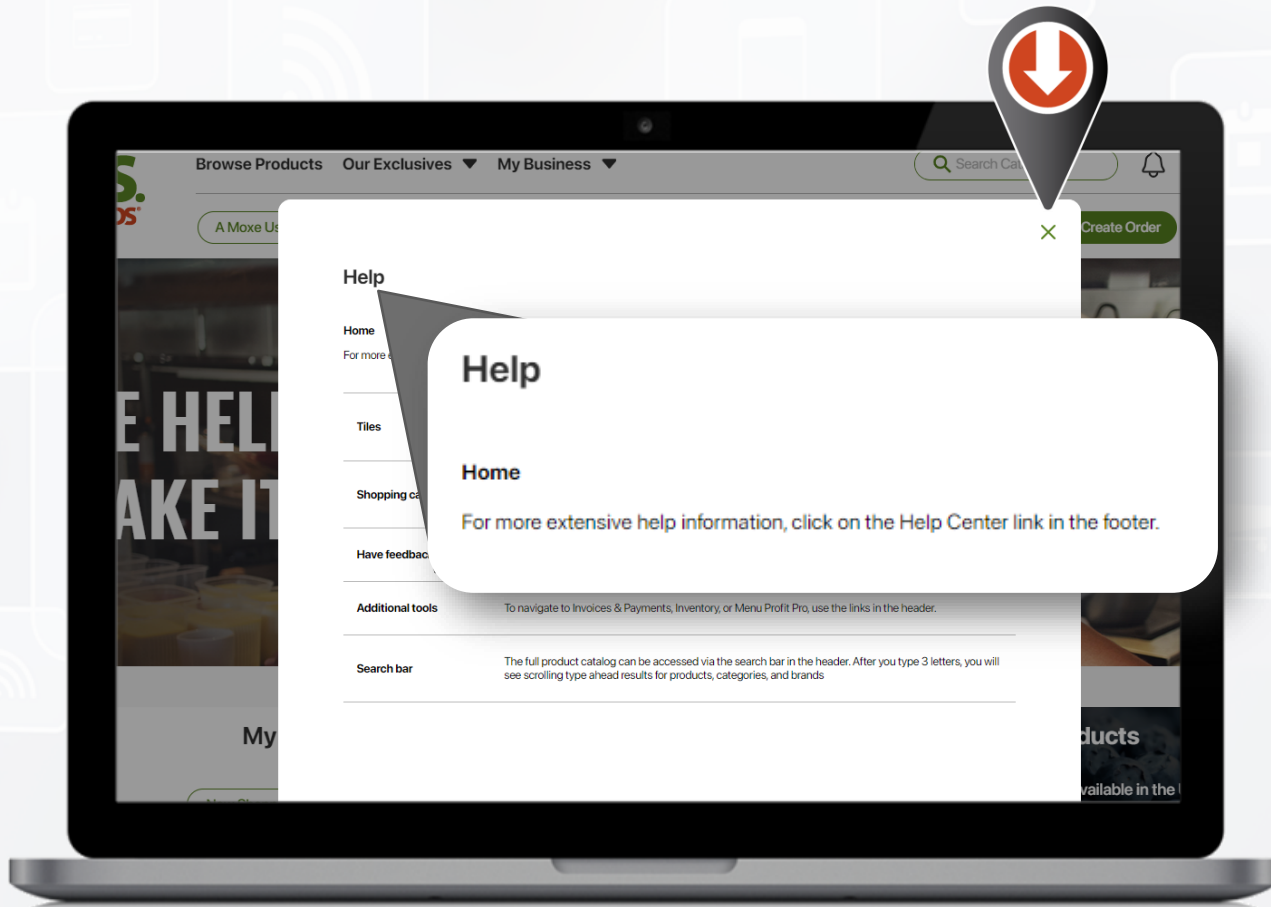 S.
DS
Browse Products Our Exclusives My Business
Search
A Moxe
Create Order
Help
Home
For more
Tiles
Shopping
Have
Additional tools To navigate to Invoices & Payments, Inventory, or Menu Profit Pro, use the links in the header.
Search bar The full product catalog can be accessed via the search bar in the header. After you type 3 letters, you will
see scrolling type ahead results for products, categories, and brands
Help
Home
For more extensive help information, click on the Help Center link in the footer.
E HEL
AKE IT
My
ducts
vailable in the